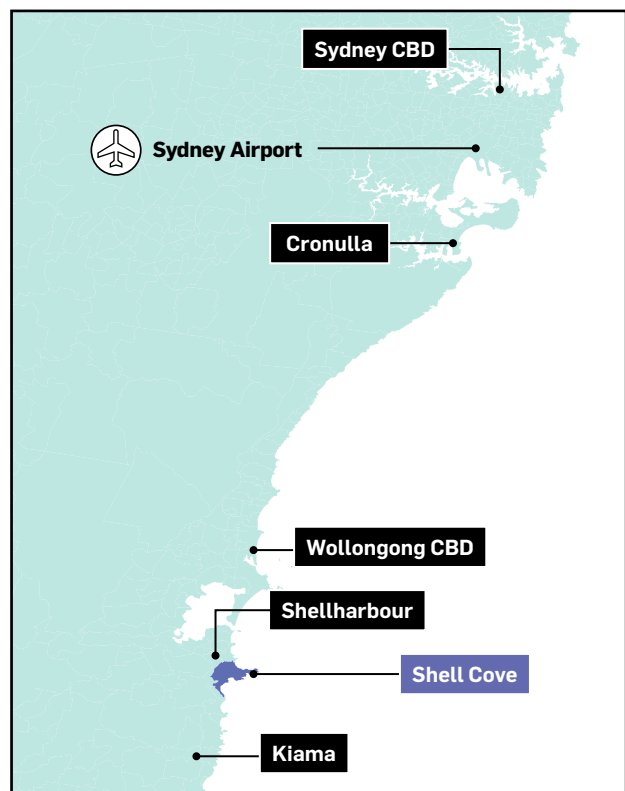 Sydney CBD
Sydney Airport
Cronulla
Wollongong CBD
Shellharbour
Shell Cove
Kiama